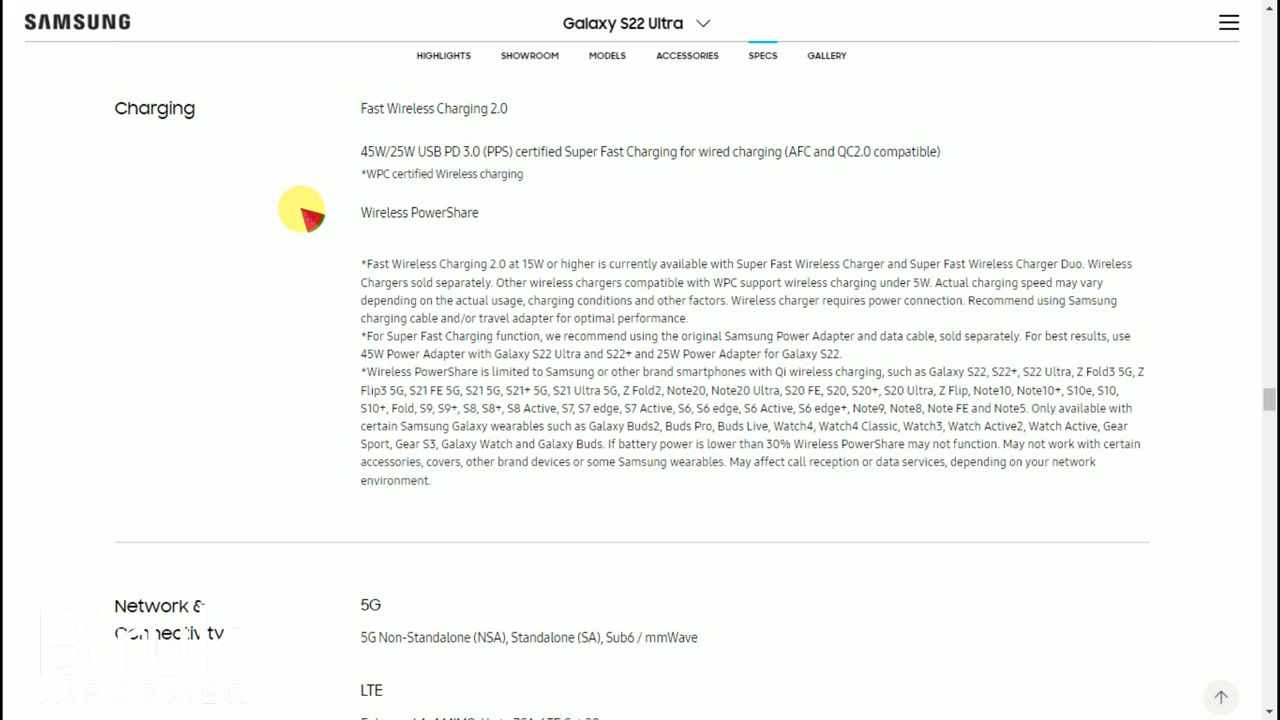 SAMSUNG
Galaxy S22 Ultra
HIGHLIGHTS SHOWROOM MODELS ACCESSORIES SPECS GALLERY
Charging
Fast Wireless Charging 2.0
45W/25W USB PD 3.0 (PPS) certified Super Fast Charging for wired charging (AFC and QC2.0 compatible)
*WPC certified Wireless charging
Wireless PowerShare
*Fast Wireless Charging 2.0 at 15W or higher is currently available with Super Fast Wireless Charger and Super Fast Wireless Charger Duo. Wireless
Chargers sold separately. Other wireless chargers compatible with WPC support wireless charging under 5W. Actual charging speed may vary
depending on the actual usage, charging conditions and other factors. Wireless charger requires power connection. Recommend using Samsung
charging cable and/or travel adapter for optimal performance.
*For Super Fast Charging function, we recommend using the original Samsung Power Adapter and data cable, sold separately. For best results, use
45W Power Adapter with Galaxy S22 Ultra and S22+ and 25W Power Adapter for Galaxy S22.
*Wireless PowerShare is limited to Samsung or other brand smartphones with Qi wireless charging, such as Galaxy S22, S22+, S22 Ultra, Z Fold3 5G, Z
Flip3 5G, S21 FE 5G, S21 5G, S21+ 5G, S21 Ultra 5G, Z Fold2, Note20, Note20 Ultra, S20 FE, S20, S20+, S20 Ultra, Z Flip, Note10, Note10+, S10e, S10,
S10+, Fold, S9, S9+, S8, S8+, S8 Active, S7, S7 edge, S7 Active, S6, S6 edge, S6 Active, S6 edge+, Note9, Note8, Note FE and Note5. Only available with
certain Samsung Galaxy wearables such as Galaxy Buds2, Buds Pro, Buds Live, Watch4, Watch4 Classic, Watch3, Watch Active2, Watch Active, Gear
Sport, Gear S3, Galaxy Watch and Galaxy Buds. If battery power is lower than 30% Wireless PowerShare may not function. May not work with certain
accessories, covers, other brand devices or some Samsung wearables. May affect call reception or data services, depending on your network
environment.
Network &
Connectivity
5G
5G Non-Standalone (NSA), Standalone (SA), Sub6 / mmWave
LTE
Biruk
INFORMER